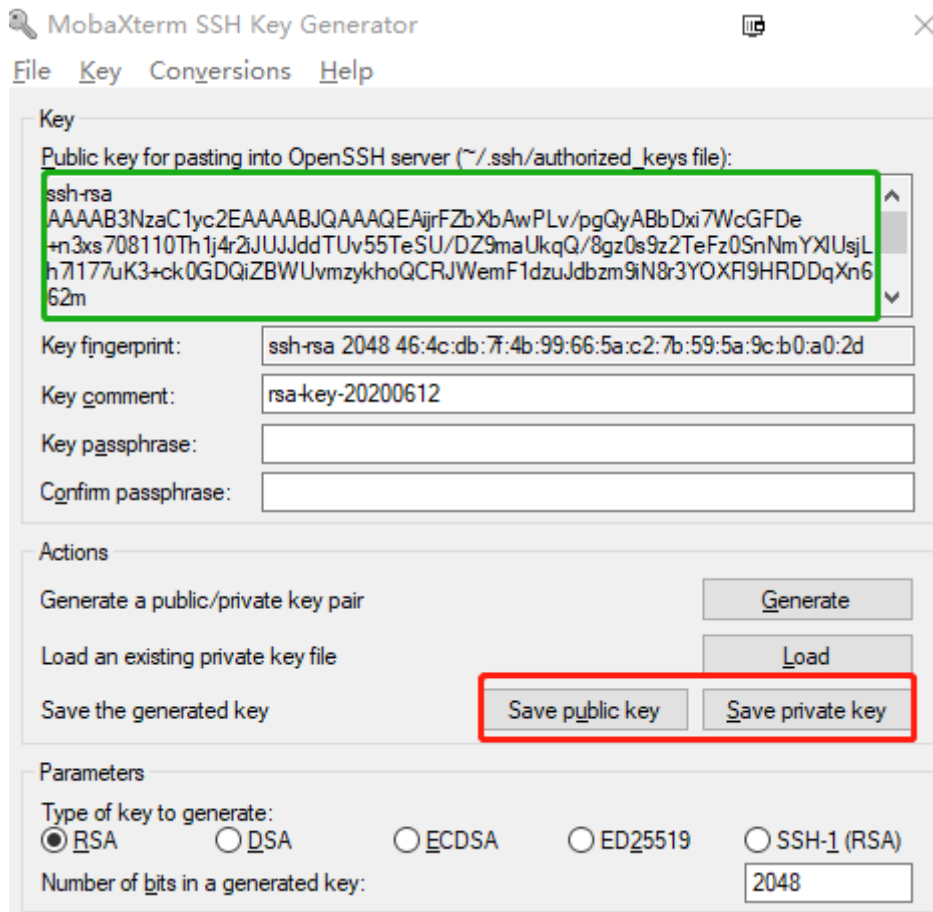 MobaXterm SSH Key Generator
File Key Conversions Help
Key
Public key for pasting into OpenSSH server (~/.ssh/authorized_keys file):
ssh-rsa
AAAAB3NzaC1yc2EAAAABJQAAAQEAijrFZbXbAwPLv/pgQyABbDxi7WcGFDe
+n3xs708110Th1j4r2iJUJJddTUv55TeSU/DZ9maUkqQ/8gz0s9z2TeFz0SnNmYXIUsjL
h7l177uK3+ck0GDQiZBWUvmzykhoQCRJWemF1dzuJdbzm9iN8r3YOXFl9HRDDqXn6
62m
Key fingerprint: ssh-rsa 2048 46:4c:db:7f:4b:99:66:5a:c2:7b:59:5a:9c:b0:a0:2d
Key comment: rsa-key-20200612
Key passphrase:
Confirm passphrase:
Actions
Generate a public/private key pair Generate
Load an existing private key file Load
Save the generated key Save public key Save private key
Parameters
Type of key to generate:
RSA DSA ECDSA ED25519 SSH-1 (RSA)
Number of bits in a generated key: 2048